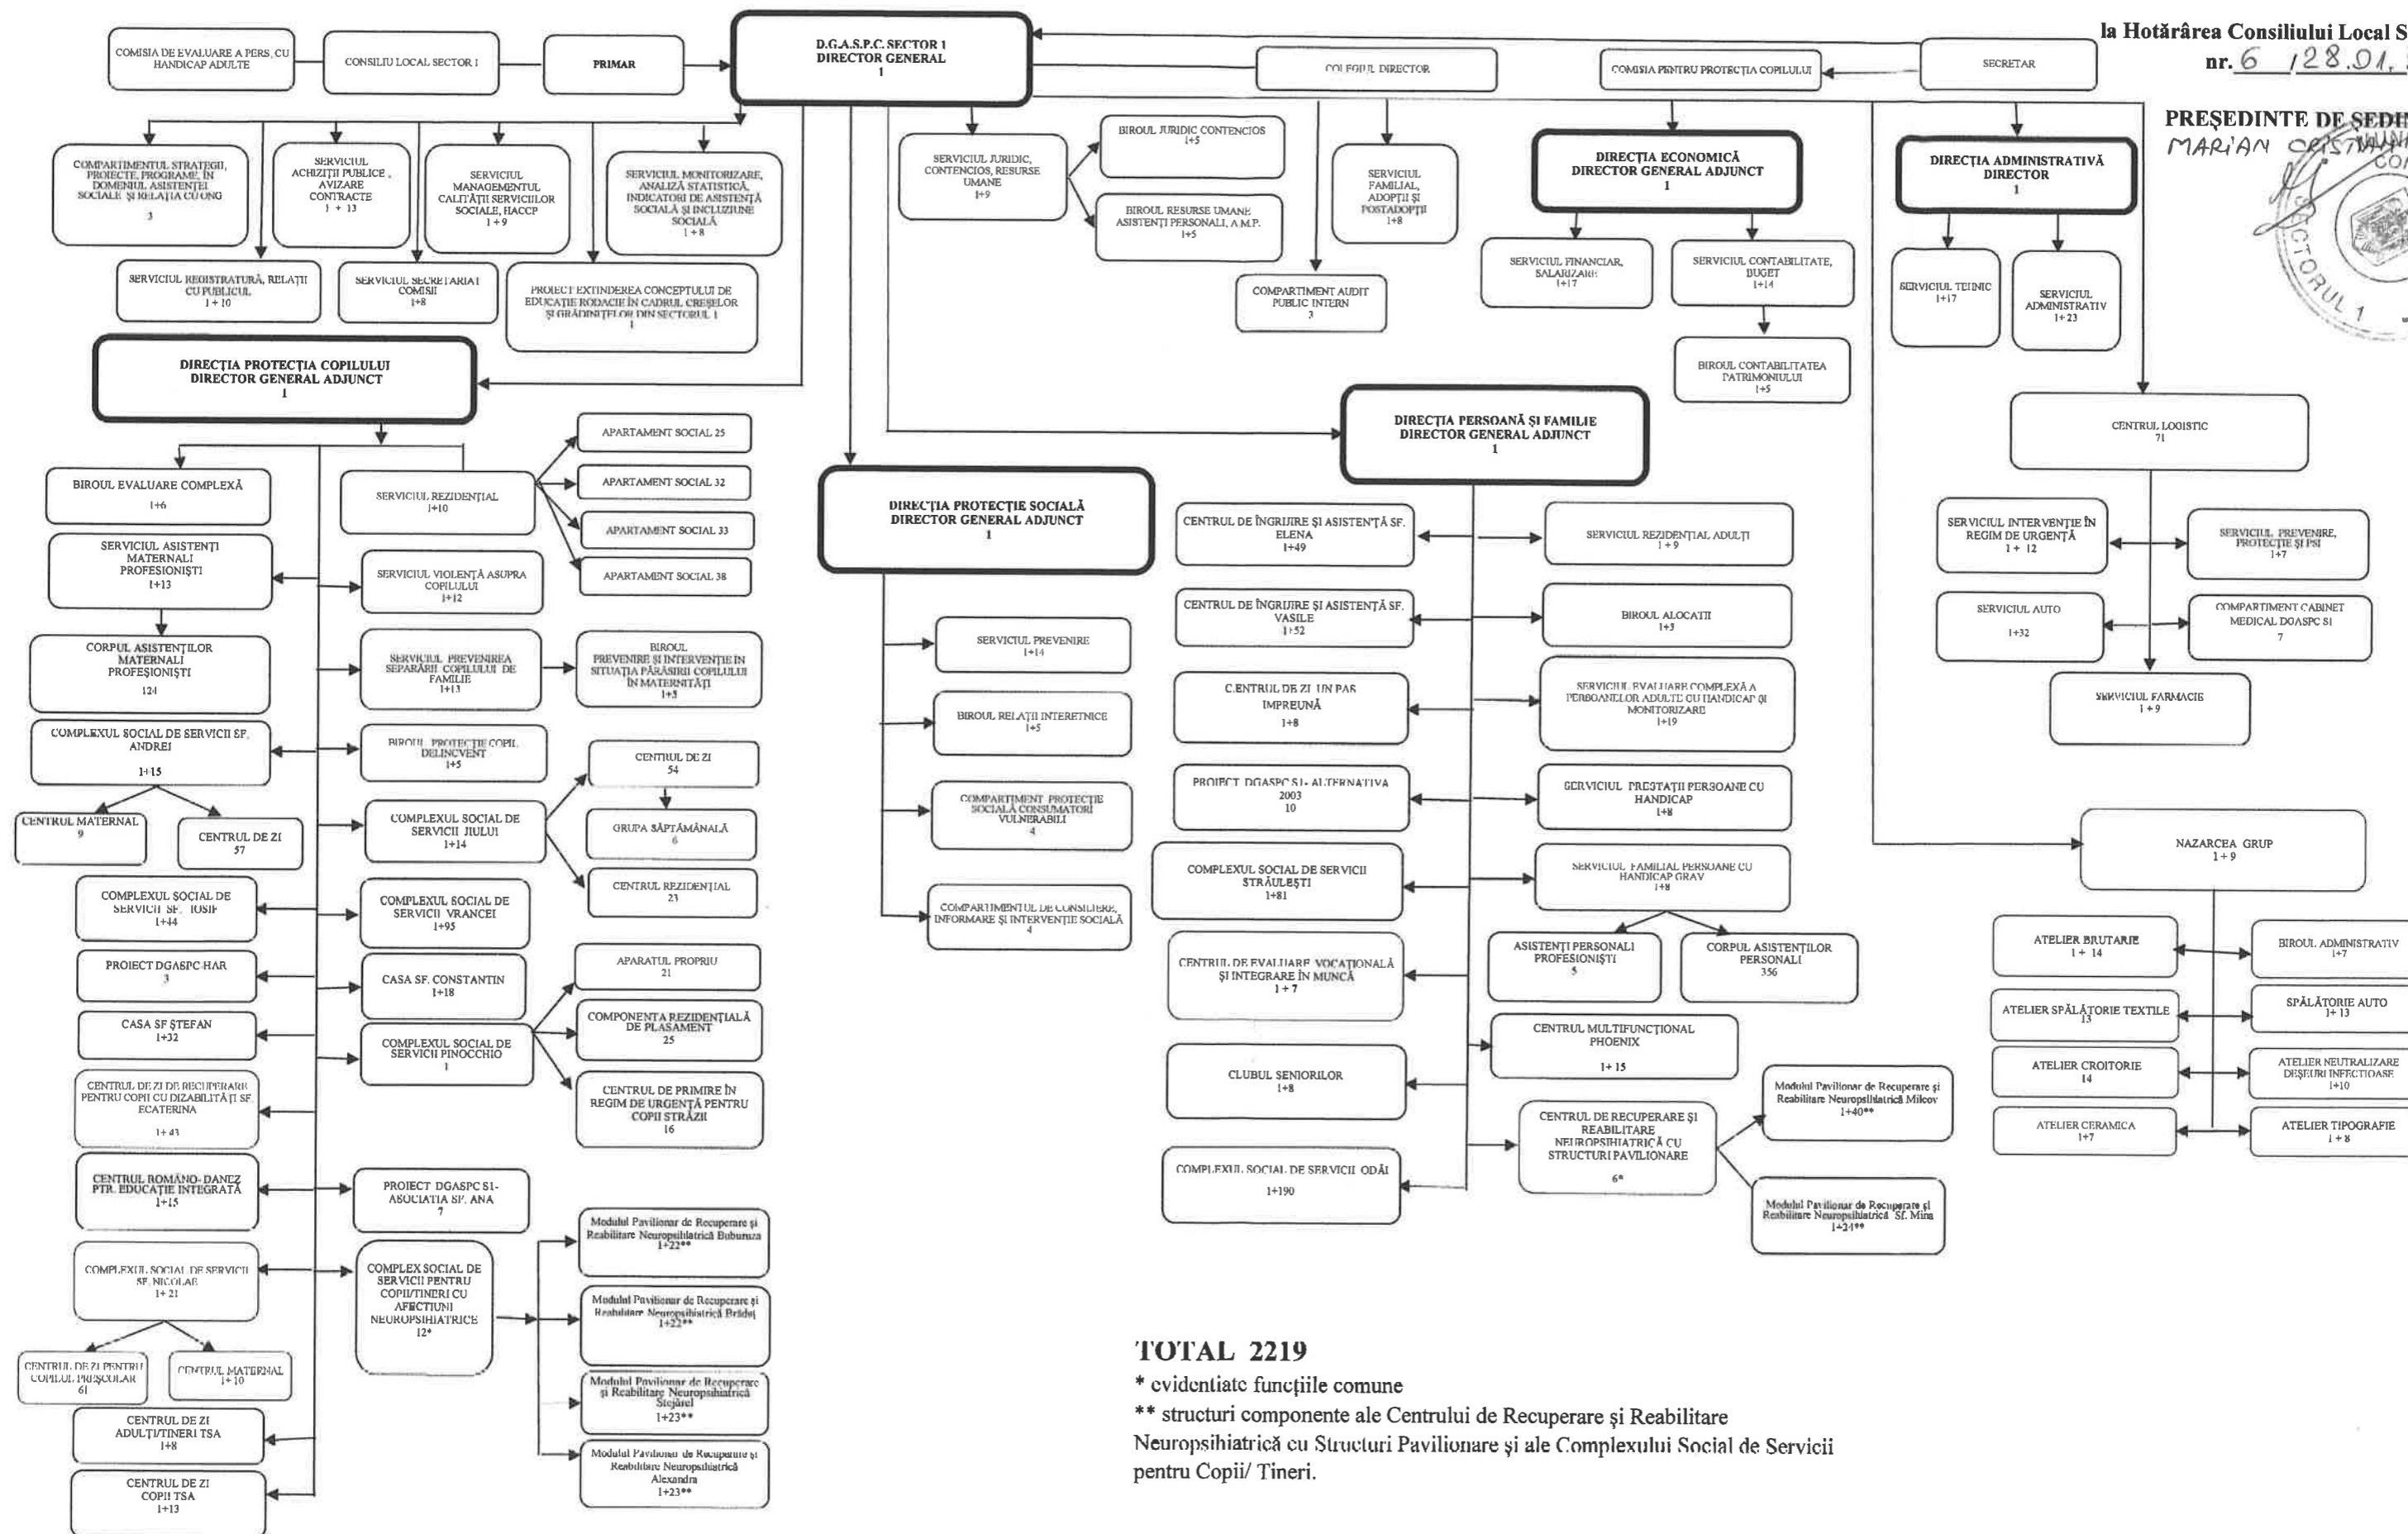 la Hotărârea Consiliului Local S
nr. 6 /28.01.
PREȘEDINTE DE ȘEDIN
MARIAN
SECTORUL 1
COMISIA DE EVALUARE A PERS, CU
HANDICAP ADULTE
CONSILIU LOCAL SECTOR 1
PRIMAR
D.G.A.S.P.C. SECTOR 1
DIRECTOR GENERAL
1
COLEGIUL DIRECTOR
COMISIA PENTRU PROTECȚIA COPILULUI
SECRETAR
COMPARTIMENTUL STRATEGII,
PROIECTE, PROGRAME, ÎN
DOMENIUL ASISTENȚEI
SOCIALE ȘI RELAȚIA CU ONG
3
SERVICIUL
ACHIZIȚII PUBLICE ,
AVIZARE
CONTRACTE
1 + 13
SERVICIUL
MANAGEMENTUL
CALITĂȚII SERVICIILOR
SOCIALE, HACCP
1 + 9
SERVICIUL MONITORIZARE,
ANALIZĂ STATISTICĂ,
INDICATORI DE ASISTENȚĂ
SOCIALĂ ȘI INCLUZIUNE
SOCIALĂ
1 + 8
SERVICIUL REGISTRATURĂ, RELAȚII
CU PUBLICUL
1 + 10
SERVICIUL SECRETARIAT
COMISII
1+8
PROIECT EXTINDEREA CONCEPTULUI DE
EDUCAȚIE RODACIE ÎN CADRUL CREȘELOR
ȘI GRĂDINIȚELOR DIN SECTORUL 1
1
SERVICIUL JURIDIC,
CONTENCIOS, RESURSE
UMANE
1+9
BIROUL JURIDIC CONTENCIOS
1+5
BIROUL RESURSE UMANE
ASISTENȚI PERSONALI, A.M.P.
1+5
COMPARTIMENT AUDIT
PUBLIC INTERN
3
SERVICIUL
FAMILIAL,
ADOPȚII ȘI
POSTADOPȚII
1+8
DIRECȚIA ECONOMICĂ
DIRECTOR GENERAL ADJUNCT
1
SERVICIUL FINANCIAR,
SALARIZARE
1+17
SERVICIUL CONTABILITATE,
BUGET
1+14
BIROUL CONTABILITATEA
PATRIMONIULUI
1+5
DIRECȚIA ADMINISTRATIVĂ
DIRECTOR
1
SERVICIUL TEHNIC
1+17
SERVICIUL
ADMINISTRATIV
1+23
DIRECȚIA PROTECȚIA COPILULUI
DIRECTOR GENERAL ADJUNCT
1
BIROUL EVALUARE COMPLEXĂ
1+6
SERVICIUL REZIDENȚIAL
1+10
APARTAMENT SOCIAL 25
APARTAMENT SOCIAL 32
APARTAMENT SOCIAL 33
APARTAMENT SOCIAL 38
SERVICIUL ASISTENȚI
MATERNALI
PROFESIONIȘTI
1+13
SERVICIUL VIOLENȚĂ ASUPRA
COPILULUI
1+12
CORPUL ASISTENȚILOR
MATERNALI
PROFESIONIȘTI
124
SERVICIUL PREVENIREA
SEPARĂRII COPILULUI DE
FAMILIE
1+13
BIROUL
PREVENIRE ȘI INTERVENȚIE ÎN
SITUAȚIA PĂRĂSIRII COPILULUI
ÎN MATERNITĂȚI
1+5
COMPLEXUL SOCIAL DE SERVICII SF.
ANDREI
1+15
BIROUL PROTECȚIE COPIL
DELINCVENT
1+5
CENTRUL MATERNAL
9
CENTRUL DE ZI
57
COMPLEXUL SOCIAL DE
SERVICII JIULUI
1+14
CENTRUL DE ZI
54
GRUPA SĂPTĂMÂNALĂ
6
CENTRUL REZIDENȚIAL
23
COMPLEXUL SOCIAL DE
SERVICII SF. IOSIF
1+44
COMPLEXUL SOCIAL DE
SERVICII VRANCEI
1+95
PROIECT DGASPC-HAR
3
CASA SF. CONSTANTIN
1+18
CASA SF ȘTEFAN
1+32
COMPLEXUL SOCIAL DE
SERVICII PINOCCHIO
1
APARATUL PROPRIU
21
COMPONENTA REZIDENȚIALĂ
DE PLASAMENT
25
CENTRUL DE PRIMIRE ÎN
REGIM DE URGENȚĂ PENTRU
COPII STRĂZII
16
CENTRUL DE ZI DE RECUPERARE
PENTRU COPII CU DIZABILITĂȚI SF.
ECATERINA
1+ 43
CENTRUL ROMÂNO-DANEZ
PTR. EDUCAȚIE INTEGRATĂ
1+15
PROIECT DGASPC S1-
ASOCIATIA SF. ANA
7
COMPLEXUL SOCIAL DE SERVICII
SF. NICOLAE
1+ 21
COMPLEX SOCIAL DE
SERVICII PENTRU
COPII/TINERI CU
AFECTIUNI
NEUROPSIHIATRICE
12*
Modulul Pavilionar de Recuperare și
Reabilitare Neuropsihiatrică Buburuza
1+22**
Modulul Pavilionar de Recuperare și
Reabilitare Neuropsihiatrică Brăduț
1+22**
Modulul Pavilionar de Recuperare
și Reabilitare Neuropsihiatrică
Stejărel
1+23**
Modulul Pavilionar de Recuperare și
Reabilitare Neuropsihiatrică
Alexandra
1+23**
CENTRUL DE ZI PENTRU
COPILUL PREȘCOLAR
61
CENTRUL MATERNAL
1+ 10
CENTRUL DE ZI
ADULȚI/TINERI TSA
1+8
CENTRUL DE ZI
COPII TSA
1+13
DIRECȚIA PROTECȚIE SOCIALĂ
DIRECTOR GENERAL ADJUNCT
1
SERVICIUL PREVENIRE
1+14
BIROUL RELAȚII INTERETNICE
1+5
COMPARTIMENT PROTECȚIE
SOCIALĂ CONSUMATORI
VULNERABILI
4
COMPARTIMENTUL DE CONSILIERE,
INFORMARE ȘI INTERVENȚIE SOCIALĂ
4
DIRECȚIA PERSOANĂ ȘI FAMILIE
DIRECTOR GENERAL ADJUNCT
1
CENTRUL DE ÎNGRIJIRE ȘI ASISTENȚĂ SF.
ELENA
1+49
SERVICIUL REZIDENȚIAL ADULȚI
1 + 9
CENTRUL DE ÎNGRIJIRE ȘI ASISTENȚĂ SF.
VASILE
1+52
BIROUL ALOCATII
1+5
CENTRUL DE ZI UN PAS
IMPREUNĂ
1+8
SERVICIUL EVALUARE COMPLEXĂ A
PERSOANELOR ADULTE CU HANDICAP ȘI
MONITORIZARE
1+19
PROIECT DGASPC S1- ALTERNATIVA
2003
10
SERVICIUL PRESTAȚII PERSOANE CU
HANDICAP
1+8
COMPLEXUL SOCIAL DE SERVICII
STRĂULEȘTI
1+81
SERVICIUL FAMILIAL PERSOANE CU
HANDICAP GRAV
1+8
ASISTENȚI PERSONALI
PROFESIONIȘTI
5
CORPUL ASISTENȚILOR
PERSONALI
356
CENTRUL DE EVALUARE VOCAȚIONALĂ
ȘI INTEGRARE ÎN MUNCĂ
1 + 7
CENTRUL MULTIFUNCȚIONAL
PHOENIX
1+ 15
CLUBUL SENIORILOR
1+8
CENTRUL DE RECUPERARE ȘI
REABILITARE
NEUROPSIHIATRICĂ CU
STRUCTURI PAVILIONARE
6*
Modulul Pavilionar de Recuperare și
Reabilitare Neuropsihiatrică Milcov
1+40**
Modulul Pavilionar de Recuperare și
Reabilitare Neuropsihiatrică Sf. Mina
1+24**
COMPLEXUL SOCIAL DE SERVICII ODĂI
1+190
CENTRUL LOGISTIC
71
SERVICIUL INTERVENȚIE ÎN
REGIM DE URGENȚĂ
1 + 12
SERVICIUL PREVENIRE,
PROTECȚIE ȘI PSI
1+7
SERVICIUL AUTO
1+32
COMPARTIMENT CABINET
MEDICAL DGASPC S1
7
SERVICIUL FARMACIE
1 + 9
NAZARCEA GRUP
1 + 9
ATELIER BRUTARIE
1 + 14
BIROUL ADMINISTRATIV
1+7
ATELIER SPĂLĂTORIE TEXTILE
13
SPĂLĂTORIE AUTO
1+ 13
ATELIER CROITORIE
14
ATELIER NEUTRALIZARE
DEȘEURI INFECTIOASE
1+10
ATELIER CERAMICA
1+7
ATELIER TIPOGRAFIE
1 + 8
TOTAL 2219
* evidentiate funcțiile comune
** structuri componente ale Centrului de Recuperare și Reabilitare
Neuropsihiatrică cu Structuri Pavilionare și ale Complexului Social de Servicii
pentru Copii/ Tineri.